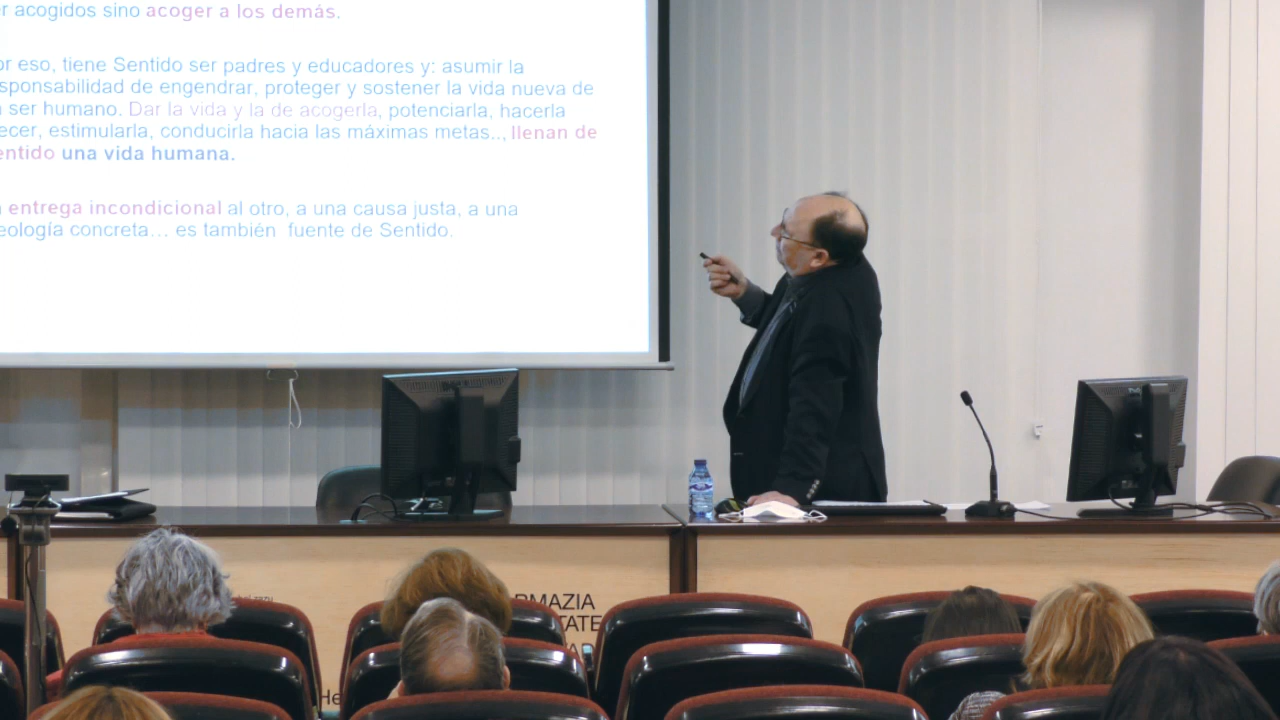 r acogidos sino acoger a los demás.
or eso, tiene Sentido ser padres y educadores y: asumir la
sponsabilidad de engendrar, proteger y sostener la vida nueva de
ser humano. Dar la vida y la de acogerla, potenciarla, hacerla
ecer, estimularla, conducirla hacia las máximas metas.., llenan de
entido una vida humana.
entrega incondicional al otro, a una causa justa, a una
eología concreta... es también fuente de Sentido.
RMAZIA
TATE
He